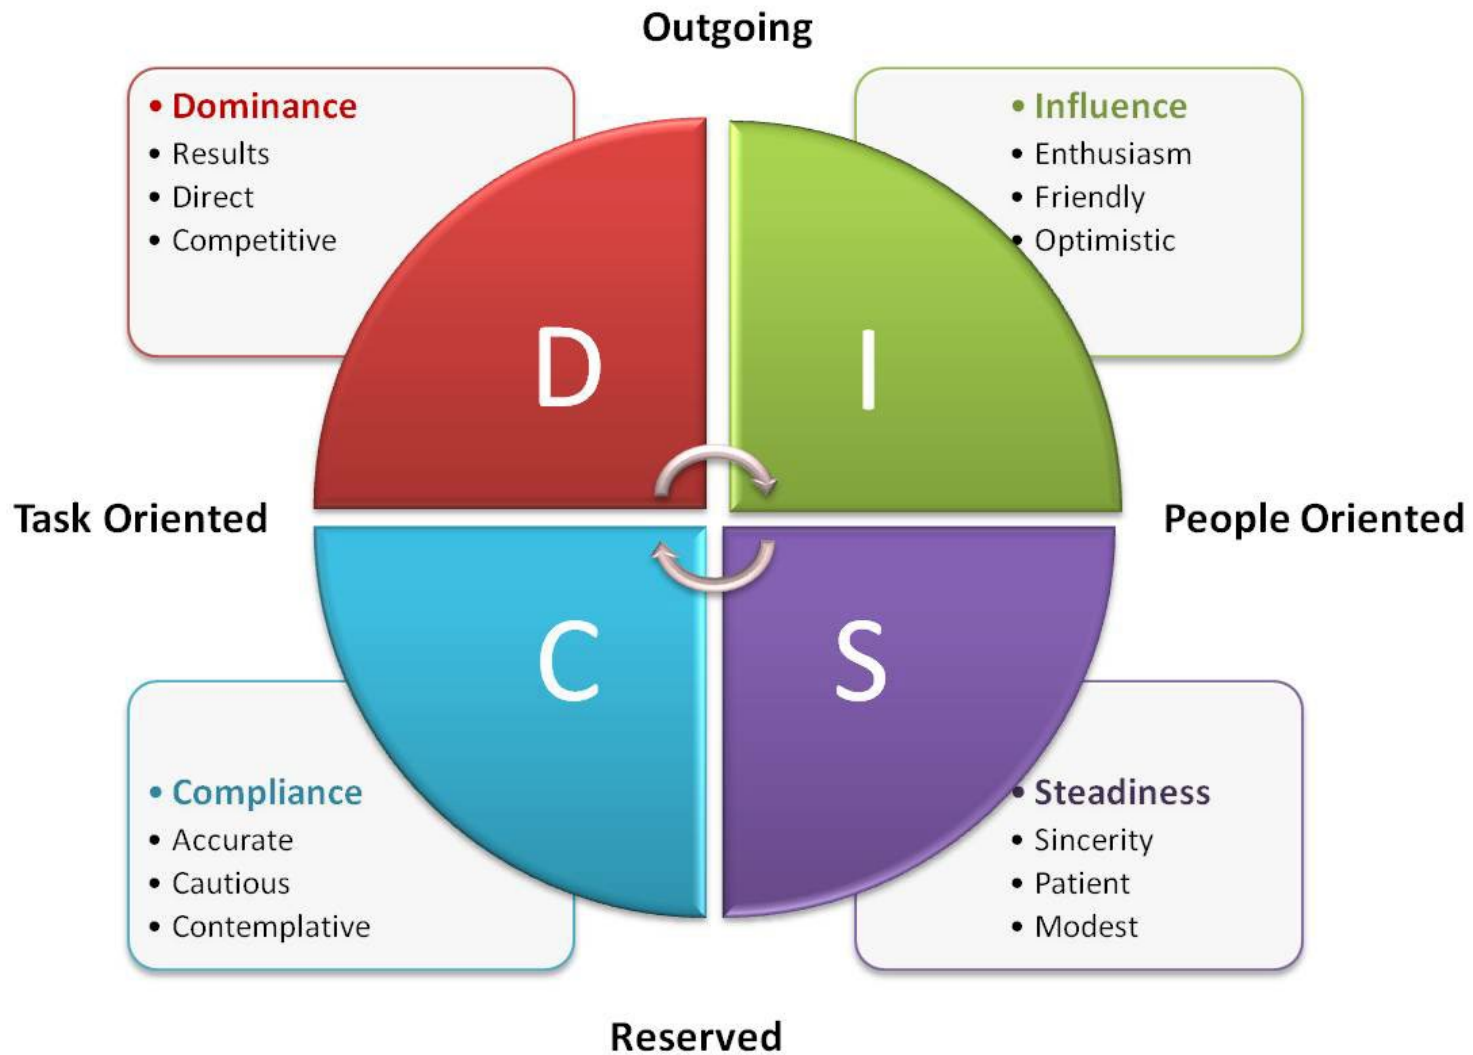 Outgoing
• Dominance
• Results
• Direct
• Competitive
• Influence
• Enthusiasm
• Friendly
• Optimistic
D
I
Task Oriented
People Oriented
C
S
• Compliance
• Accurate
• Cautious
• Contemplative
• Steadiness
• Sincerity
• Patient
• Modest
Reserved